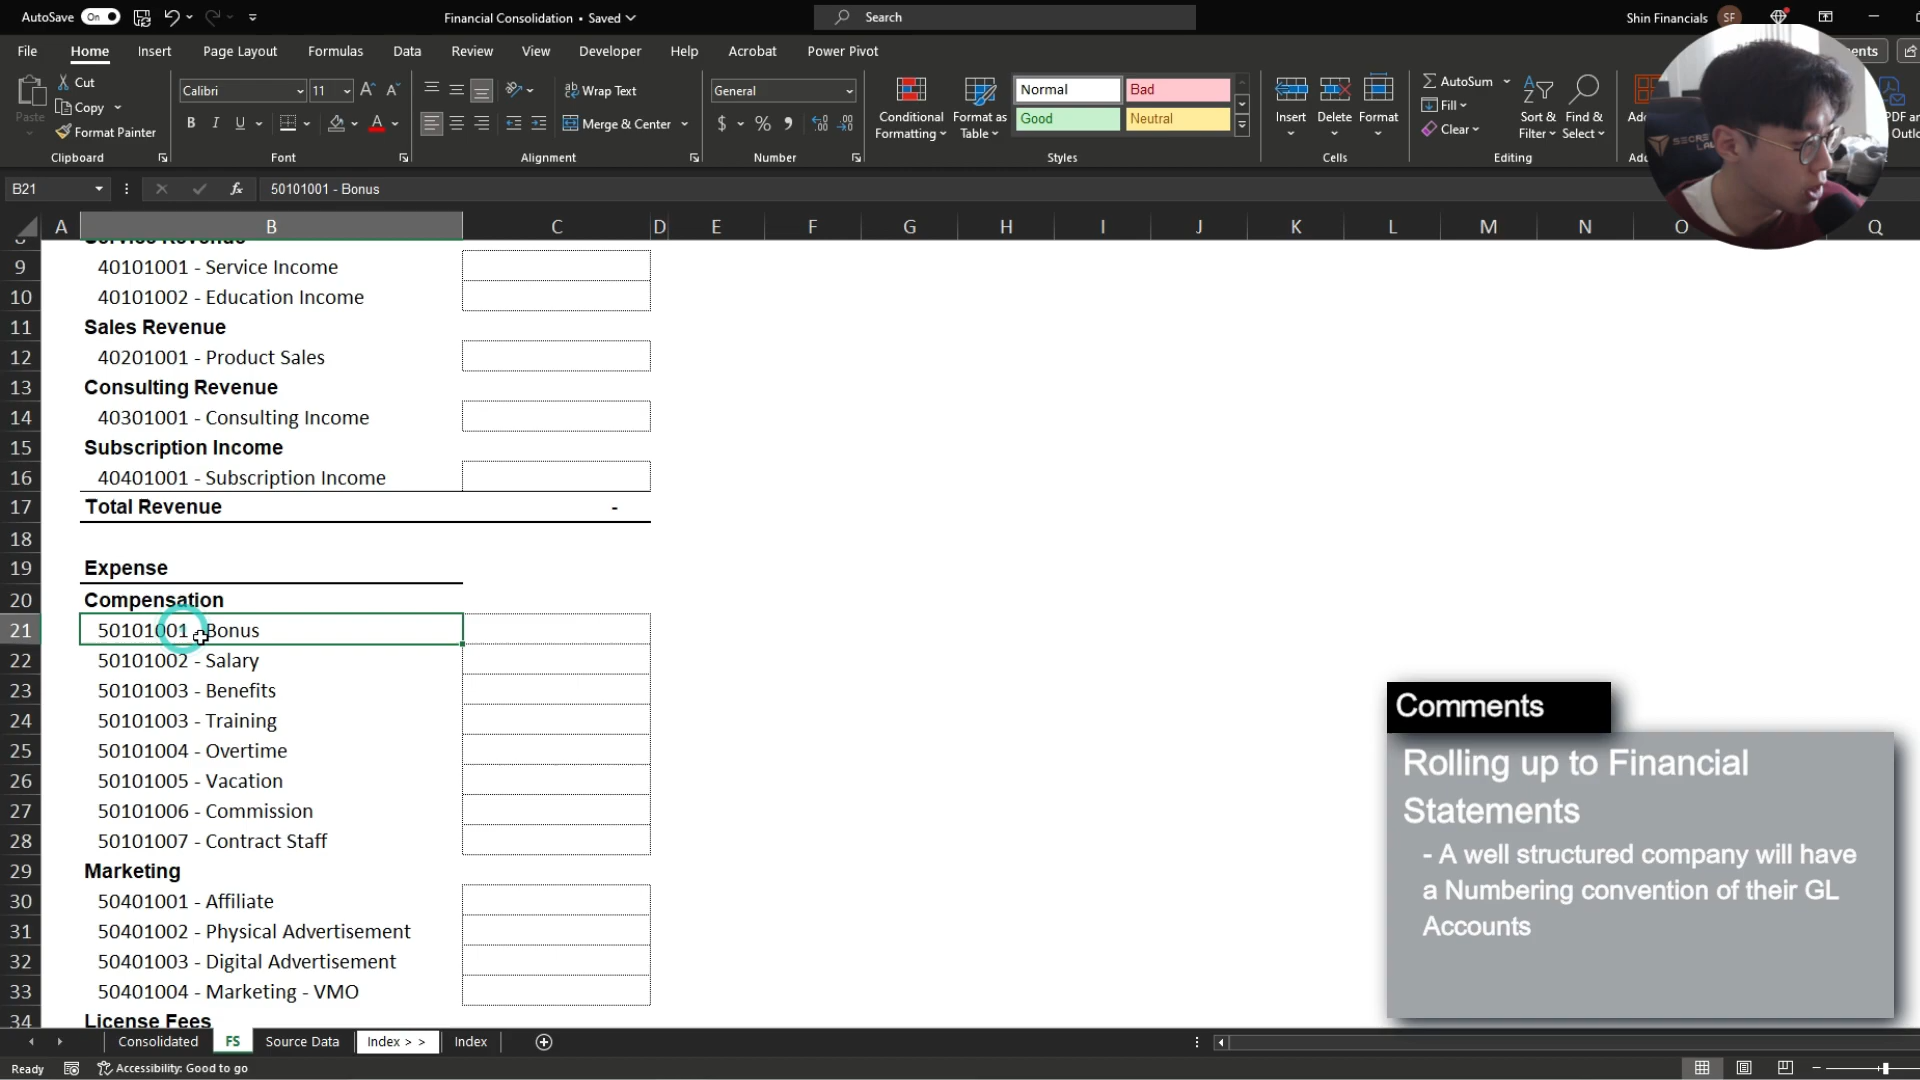 AutoSave On
Financial Consolidation • Saved
Search
Shin Financials SF
File Home Insert Page Layout Formulas Data Review View Developer Help Acrobat Power Pivot
Paste
Cut
Copy
Format Painter
Clipboard
Calibri 11
B I U
Font
Wrap Text
Merge & Center
Alignment
General
$ % 9
Number
Conditional
Formatting
Format as
Table
Normal Bad
Good Neutral
Styles
Insert Delete Format
Cells
AutoSum
Fill
Clear
Sort &
Filter
Find &
Select
Editing
B21 fx 50101001 - Bonus
A B C D E F G H I J K L M N O Q
Service Revenue
9 40101001 - Service Income
10 40101002 - Education Income
11 Sales Revenue
12 40201001 - Product Sales
13 Consulting Revenue
14 40301001 - Consulting Income
15 Subscription Income
16 40401001 - Subscription Income
17 Total Revenue -
18
19 Expense
20 Compensation
21 50101001 - Bonus
22 50101002 - Salary
23 50101003 - Benefits
24 50101003 - Training
25 50101004 - Overtime
26 50101005 - Vacation
27 50101006 - Commission
28 50101007 - Contract Staff
29 Marketing
30 50401001 - Affiliate
31 50401002 - Physical Advertisement
32 50401003 - Digital Advertisement
33 50401004 - Marketing - VMO
34 License Fees
Comments
Rolling up to Financial
Statements
- A well structured company will have
a Numbering convention of their GL
Accounts
Consolidated FS Source Data Index > > Index
Ready Accessibility: Good to go